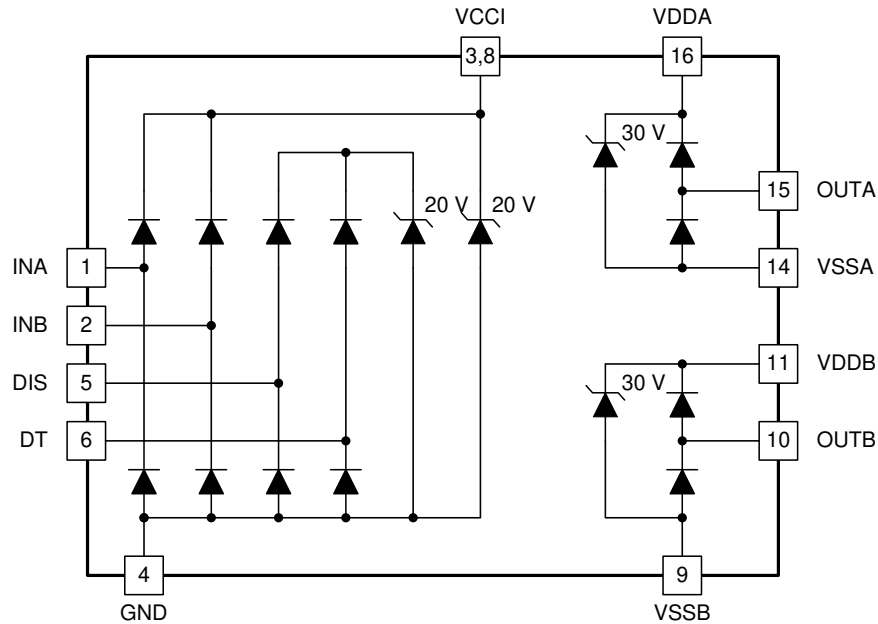 VCCI VDDA
3,8 16
30 V
15 OUTA
20 V 20 V
INA 1 14 VSSA
INB 2
11 VDDB
DIS 5 30 V
DT 6 10 OUTB
4 9
GND VSSB